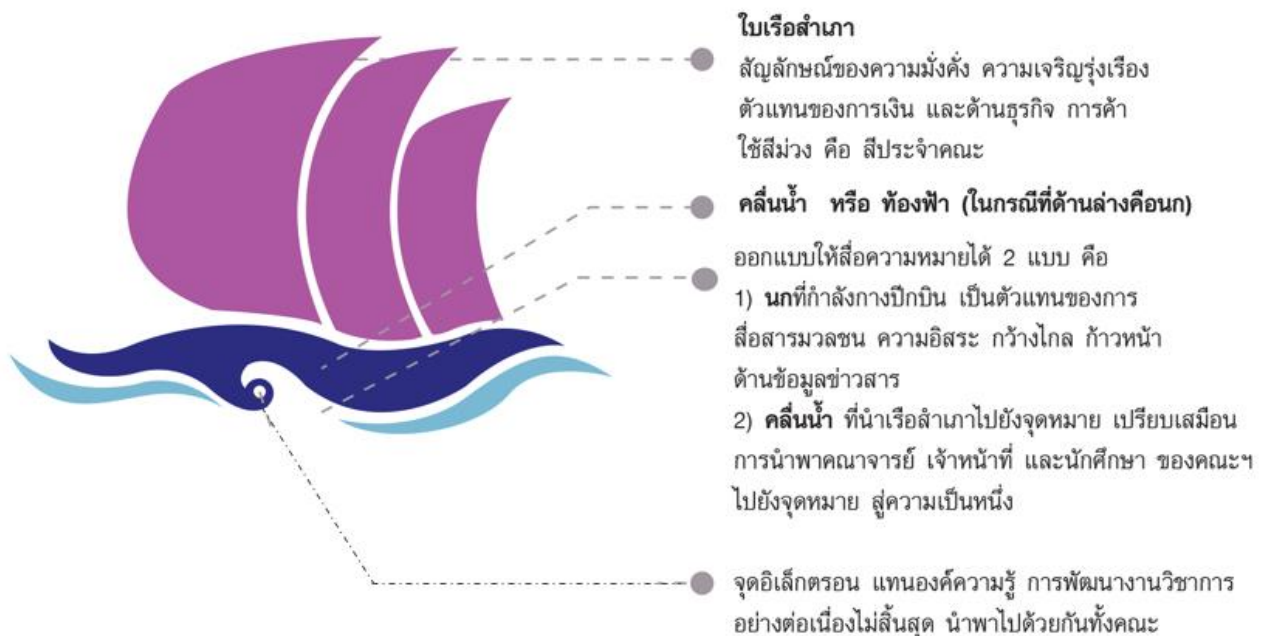 ใบเรือสำเภา
สัญลักษณ์ของความมั่งคั่ง ความเจริญรุ่งเรือง
ตัวแทนของการเงิน และด้านธุรกิจ การค้า
ใช้สีม่วง คือ สีประจำคณะ
คลื่นน้ำ หรือ ท้องฟ้า (ในกรณีที่ด้านล่างคือนก)
ออกแบบให้สื่อความหมายได้ 2 แบบ คือ
1) นกที่กำลังกางปีกบิน เป็นตัวแทนของการ
สื่อสารมวลชน ความอิสระ กว้างไกล ก้าวหน้า
ด้านข้อมูลข่าวสาร
2) คลื่นน้ำ ที่นำเรือสำเภาไปยังจุดหมาย เปรียบเสมือน
การนำพาคณาจารย์ เจ้าหน้าที่ และนักศึกษา ของคณะฯ
ไปยังจุดหมาย สู่ความเป็นหนึ่ง
จุดอิเล็กตรอน แทนองค์ความรู้ การพัฒนางานวิชาการ
อย่างต่อเนื่องไม่สิ้นสุด นำพาไปด้วยกันทั้งคณะ